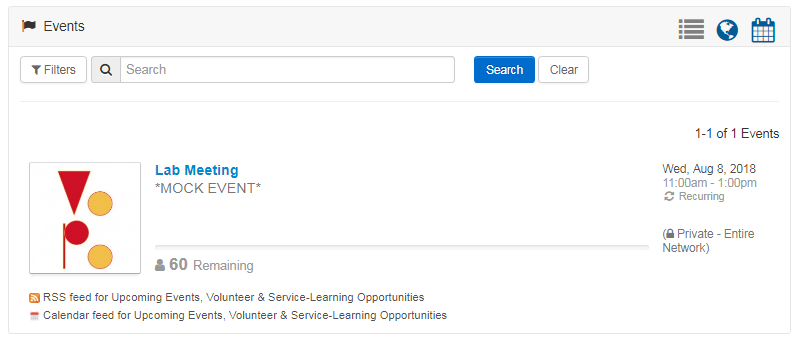 Events
Filters
Search
Search
Clear
1-1 of 1 Events
Lab Meeting
*MOCK EVENT*
Wed, Aug 8, 2018
11:00am - 1:00pm
Recurring
(Private - Entire
Network)
60 Remaining
RSS feed for Upcoming Events, Volunteer & Service-Learning Opportunities
Calendar feed for Upcoming Events, Volunteer & Service-Learning Opportunities